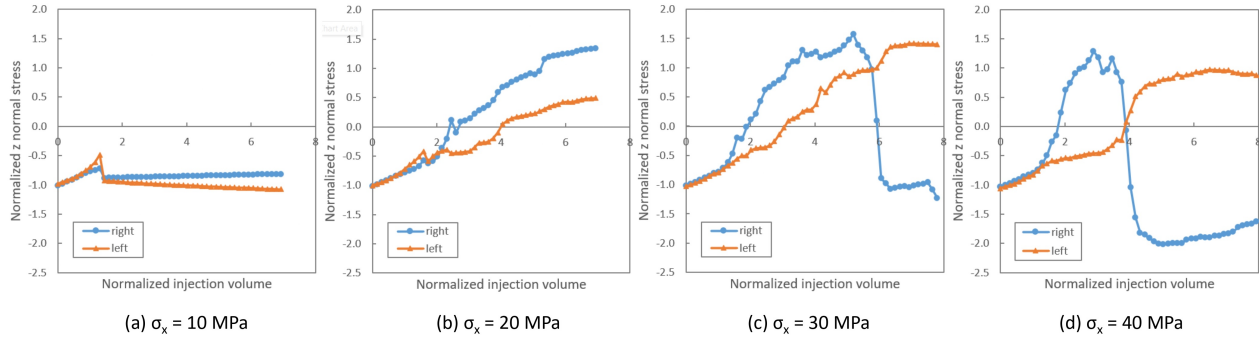 2.0
1.5
1.0
0.5
0.0
-0.5
-1.0
-1.5
-2.0
-2.5
0 2 4 6 8
Normalized z normal stress
right
left
Normalized injection volume
(a) σx = 10 MPa
hart Area
2.0
1.5
1.0
0.5
0.0
-0.5
-1.0
-1.5
-2.0
-2.5
0 2 4 6 8
Normalized z normal stress
right
left
Normalized injection volume
(b) σx = 20 MPa
2.0
1.5
1.0
0.5
0.0
-0.5
-1.0
-1.5
-2.0
-2.5
0 2 4 6 8
Normalized z normal stress
right
left
Normalized injection volume
(c) σx = 30 MPa
2.0
1.5
1.0
0.5
0.0
-0.5
-1.0
-1.5
-2.0
-2.5
0 2 4 6 8
Normalized z normal stress
right
left
Normalized injection volume
(d) σx = 40 MPa